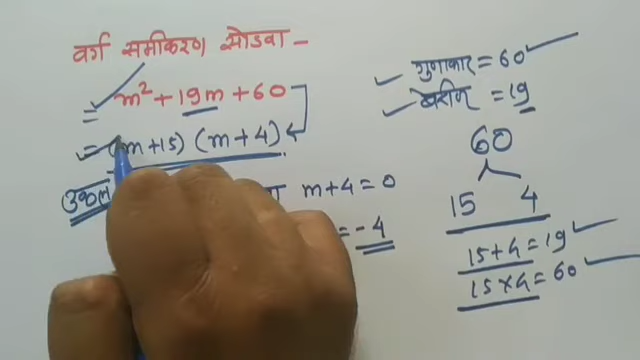 वर्ग समीकरण सोडवा -
= m² + 19m + 60
= (m+15) (m+4)
उकल
m+4=0
= -4
गुणाकार = 60
बेरीज = 19
60
15 4
15+4=19
15×4=60